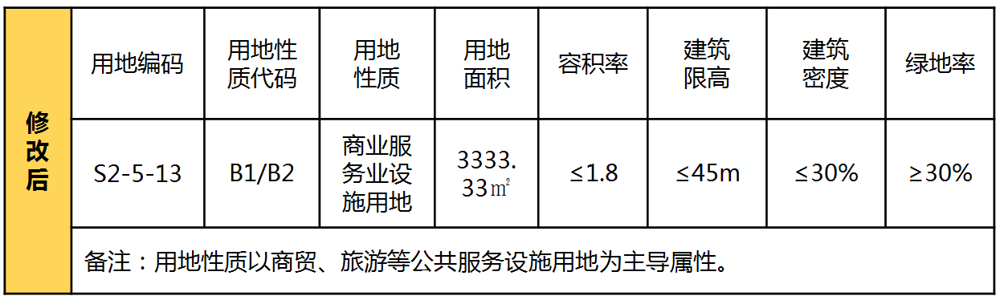 修
改
后
用地编码
用地性
质代码
用地
性质
用地
面积
容积率
建筑
限高
建筑
密度
绿地率
S2-5-13
B1/B2
商业服
务业设
施用地
3333.
33㎡
≤1.8
≤45m
≤30%
≥30%
备注：用地性质以商贸、旅游等公共服务设施用地为主导属性。